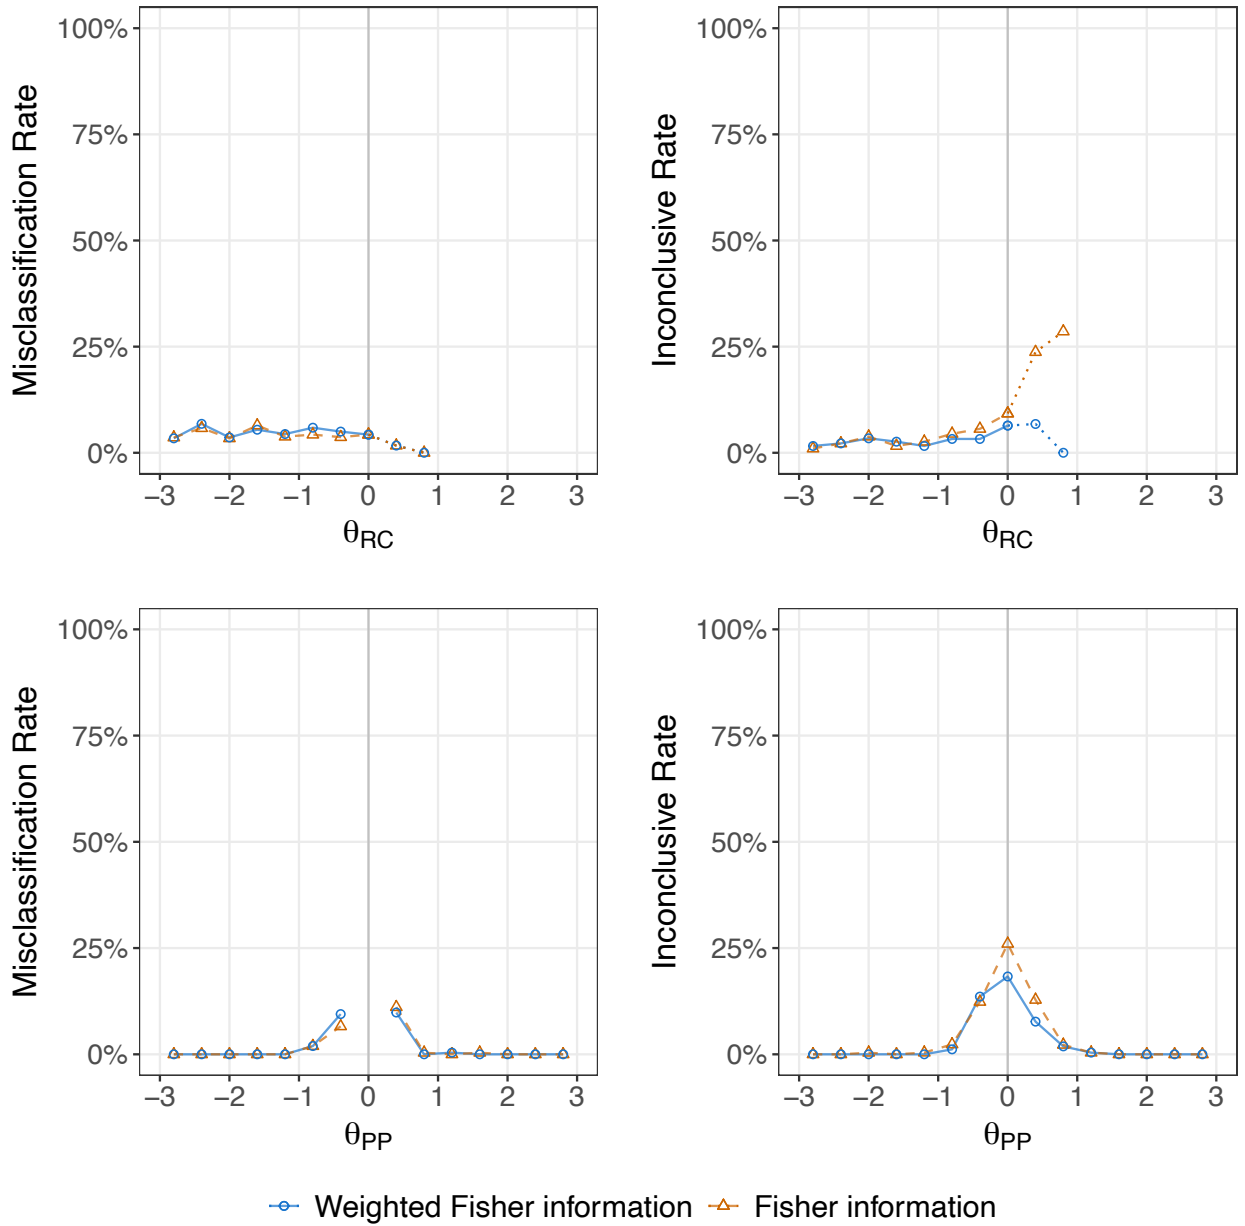 Misclassification Rate
100%
75%
50%
25%
0%
−3 −2 −1 0 1 2 3
θRC
Inconclusive Rate
100%
75%
50%
25%
0%
−3 −2 −1 0 1 2 3
θRC
Misclassification Rate
100%
75%
50%
25%
0%
−3 −2 −1 0 1 2 3
θPP
Inconclusive Rate
100%
75%
50%
25%
0%
−3 −2 −1 0 1 2 3
θPP
Weighted Fisher information Fisher information